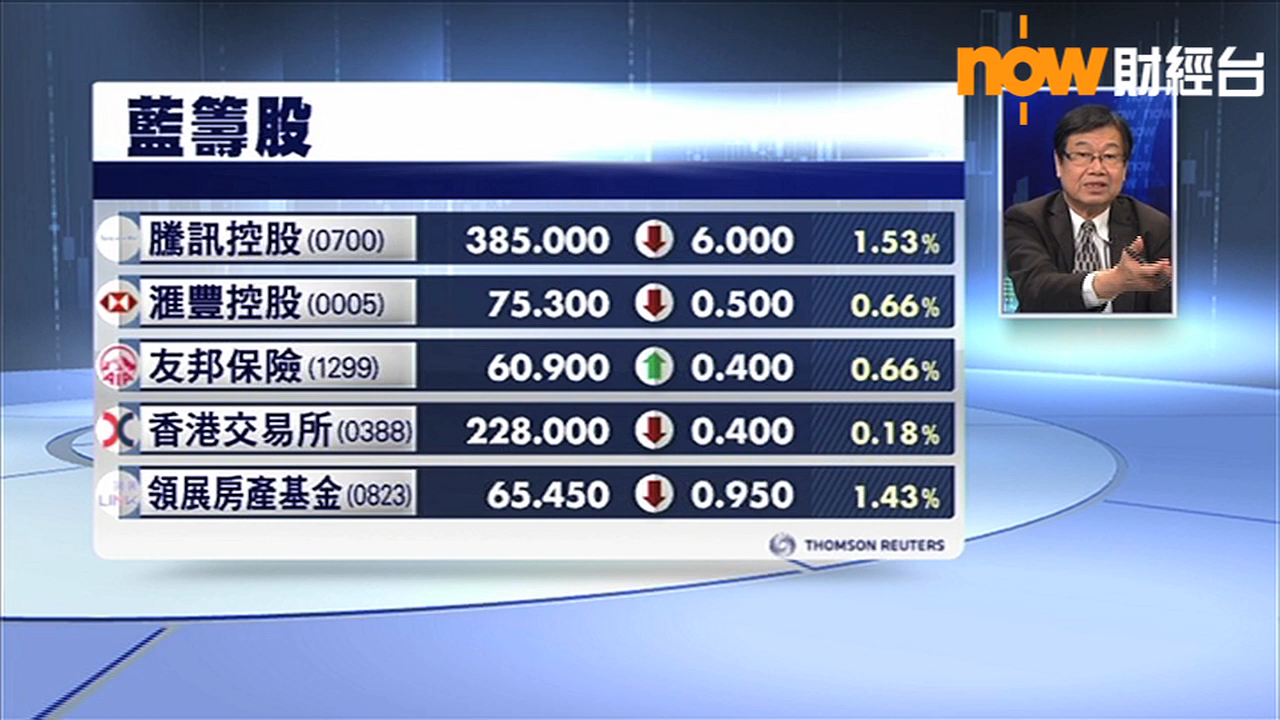 now 財經台
藍籌股
騰訊控股(0700) 385.000 6.000 1.53%
滙豐控股(0005) 75.300 0.500 0.66%
AIA 友邦保險(1299) 60.900 0.400 0.66%
香港交易所(0388) 228.000 0.400 0.18%
LINK 領展房產基金(0823) 65.450 0.950 1.43%
THOMSON REUTERS